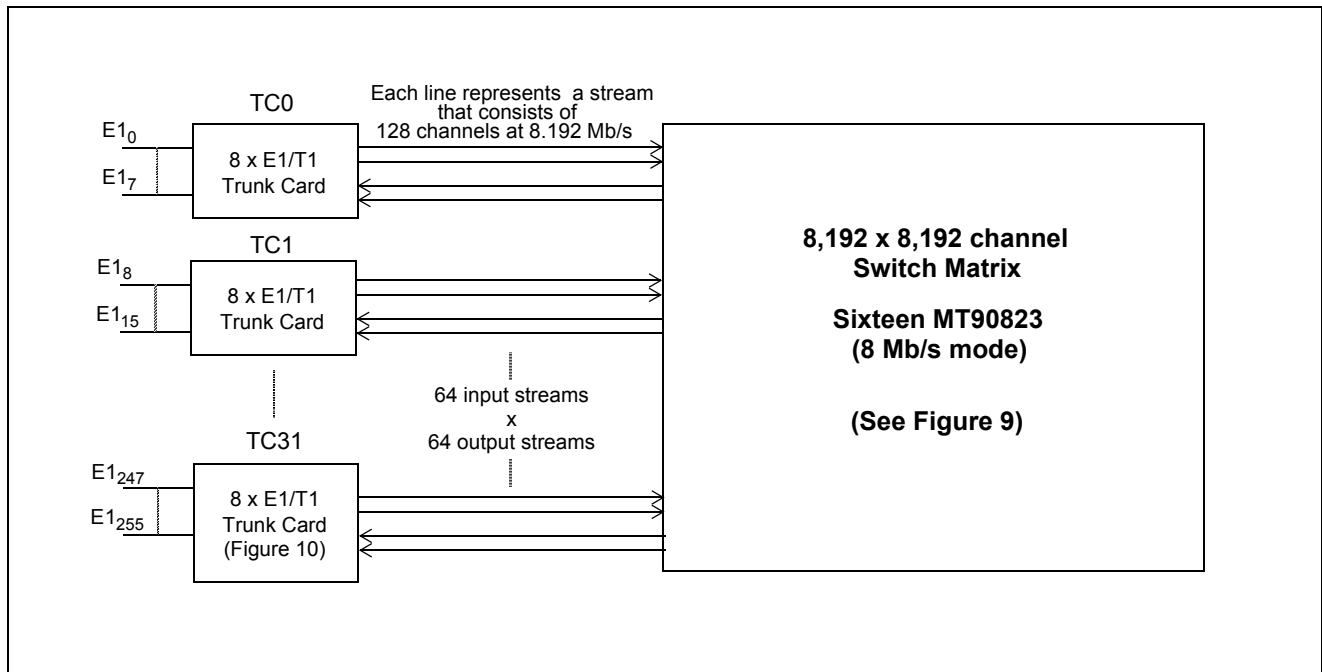 TC0
Each line represents a stream
that consists of
128 channels at 8.192 Mb/s
E1₀
E1₇
8 x E1/T1
Trunk Card
TC1
E1₈
E1₁₅
8 x E1/T1
Trunk Card
64 input streams
x
64 output streams
TC31
E1₂₄₇
E1₂₅₅
8 x E1/T1
Trunk Card
(Figure 10)
8,192 x 8,192 channel
Switch Matrix
Sixteen MT90823
(8 Mb/s mode)
(See Figure 9)